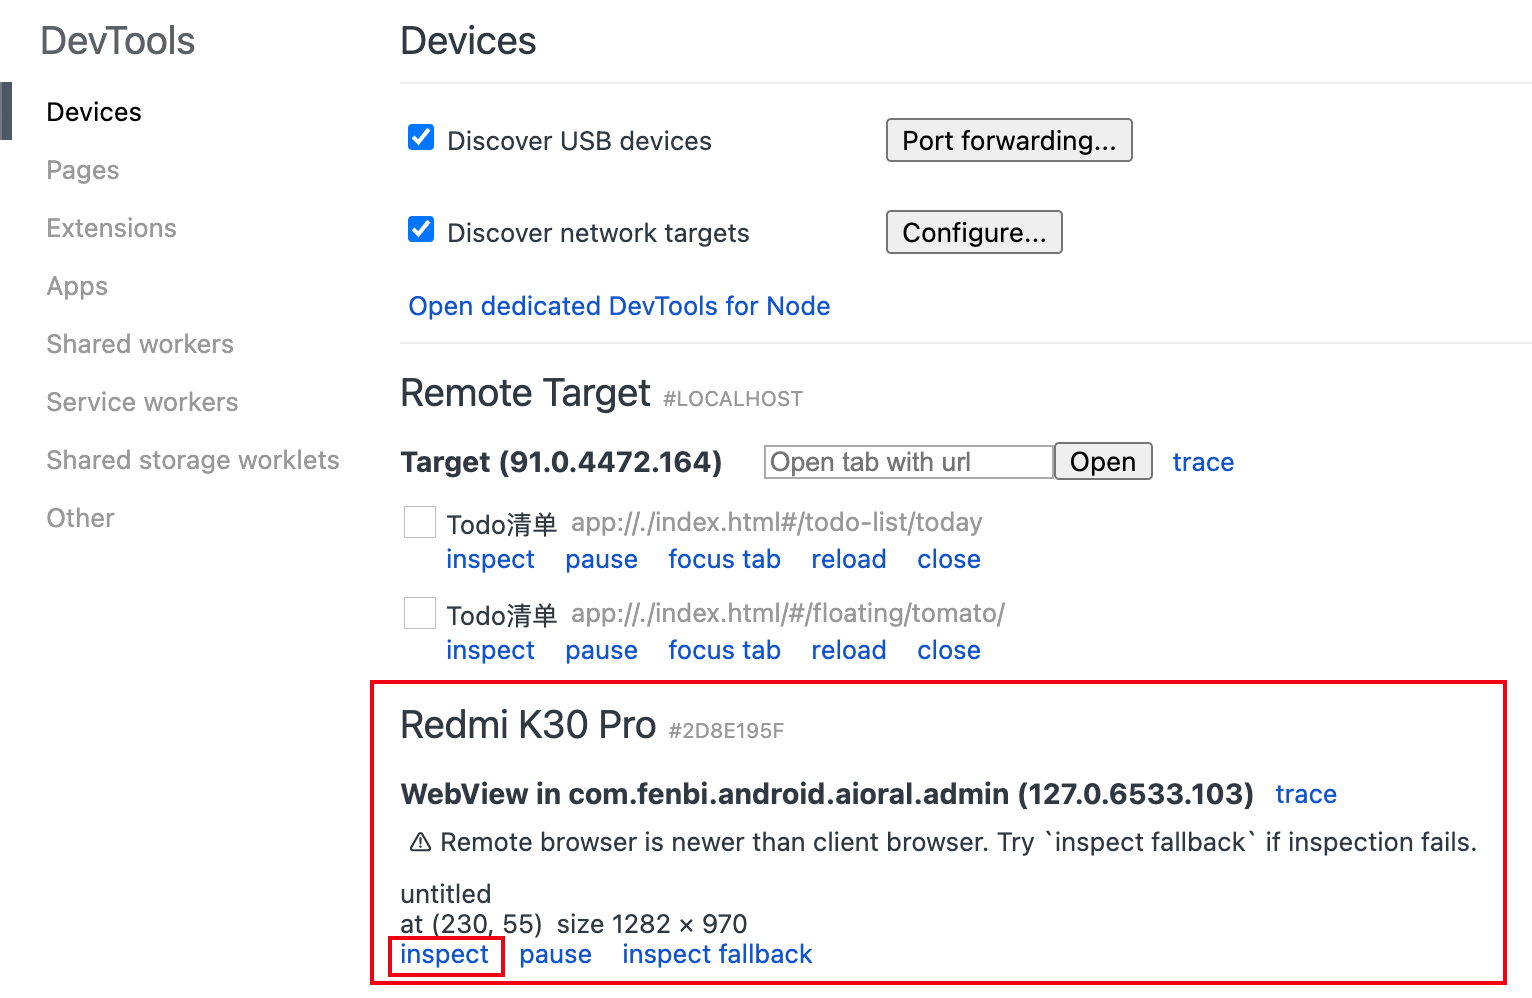 DevTools
Devices
Pages
Extensions
Apps
Shared workers
Service workers
Shared storage worklets
Other
Devices
Discover USB devices Port forwarding...
Discover network targets Configure...
Open dedicated DevTools for Node
Remote Target #LOCALHOST
Target (91.0.4472.164) Open tab with url Open trace
Todo清单 app://./index.html#/todo-list/today
inspect pause focus tab reload close
Todo清单 app://./index.html/#/floating/tomato/
inspect pause focus tab reload close
Redmi K30 Pro #2D8E195F
WebView in com.fenbi.android.aioral.admin (127.0.6533.103) trace
⚠ Remote browser is newer than client browser. Try `inspect fallback` if inspection fails.
untitled
at (230, 55) size 1282 × 970
inspect pause inspect fallback